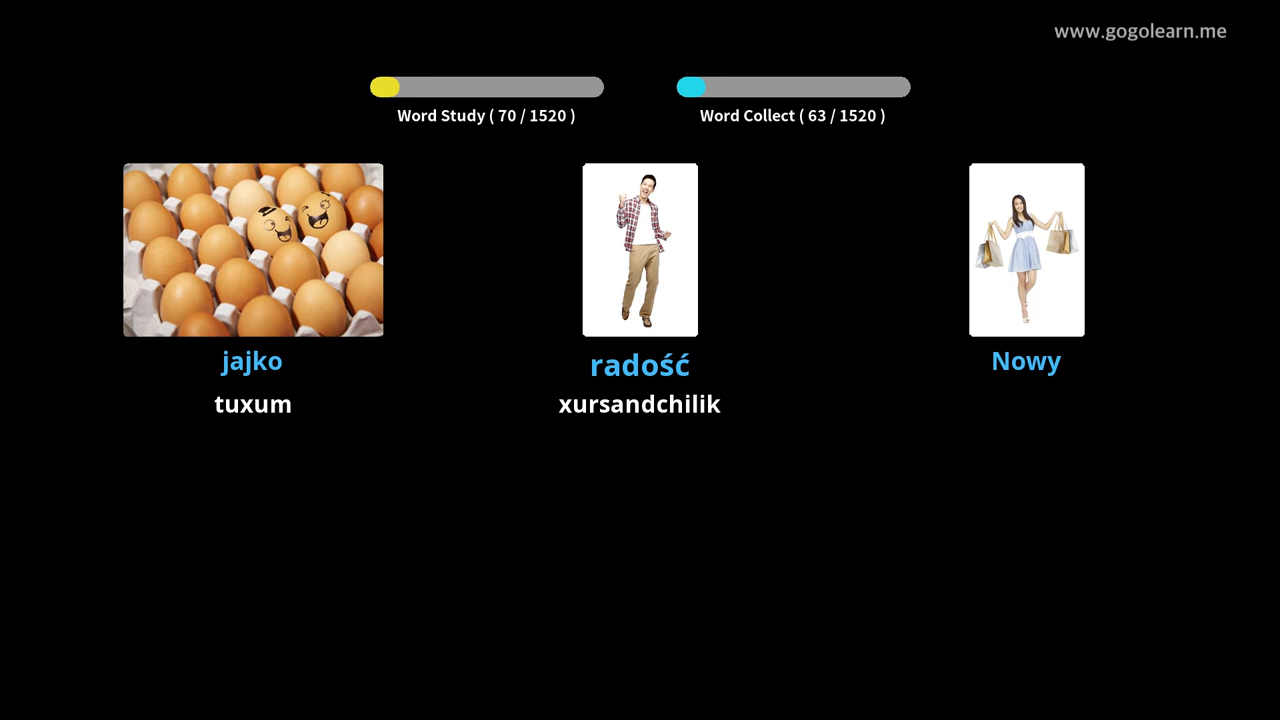 www.gogolearn.me
Word Study ( 70 / 1520 )
Word Collect ( 63 / 1520 )
jajko
radość
Nowy
tuxum
xursandchilik